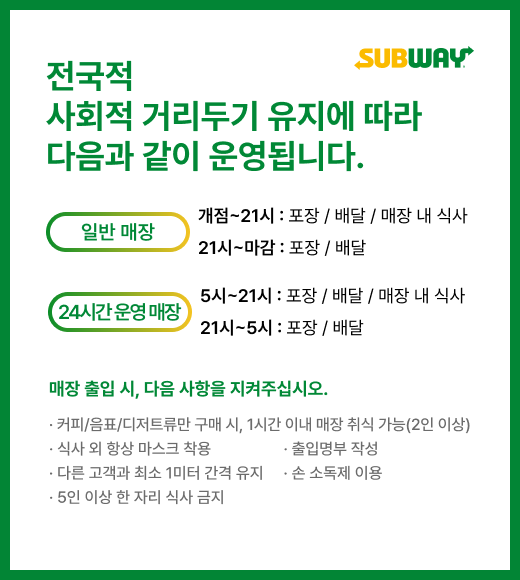 SUBWAY
전국적
사회적 거리두기 유지에 따라
다음과 같이 운영됩니다.
일반 매장
개점~21시 : 포장 / 배달 / 매장 내 식사
21시~마감 : 포장 / 배달
24시간 운영 매장
5시~21시 : 포장 / 배달 / 매장 내 식사
21시~5시 : 포장 / 배달
매장 출입 시, 다음 사항을 지켜주십시오.
· 커피/음표/디저트류만 구매 시, 1시간 이내 매장 취식 가능(2인 이상)
· 식사 외 항상 마스크 착용
· 출입명부 작성
· 다른 고객과 최소 1미터 간격 유지
· 손 소독제 이용
· 5인 이상 한 자리 식사 금지